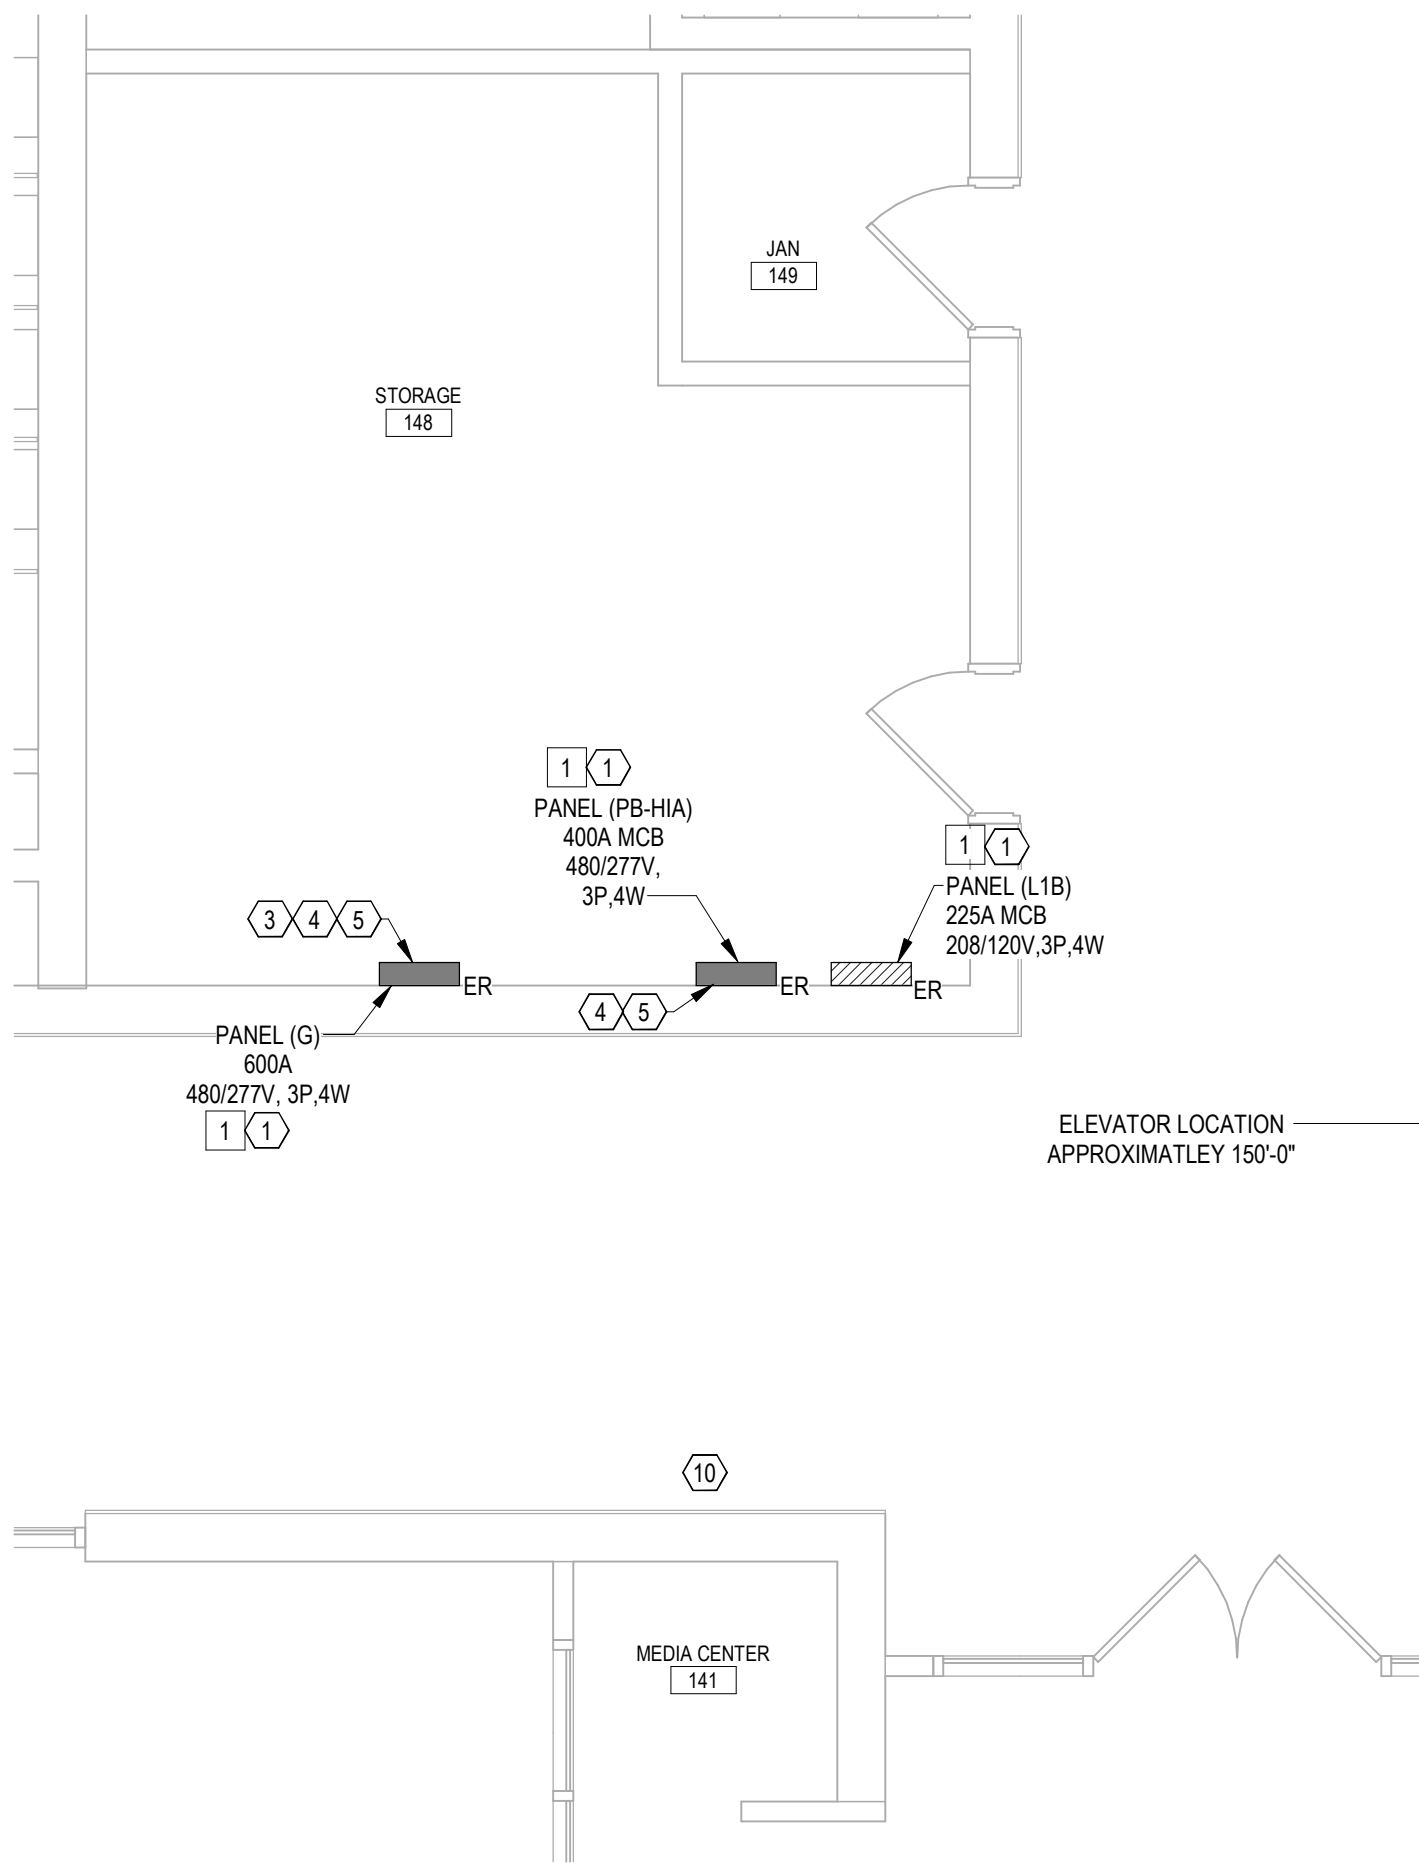 JAN
149
STORAGE
148
1 1
PANEL (PB-HIA)
400A MCB
480/277V,
3P,4W
1 1
PANEL (L1B)
225A MCB
208/120V,3P,4W
3 4 5
ER
ER
ER
4 5
PANEL (G)
600A
480/277V, 3P,4W
1 1
ELEVATOR LOCATION
APPROXIMATLEY 150'-0"
10
MEDIA CENTER
141